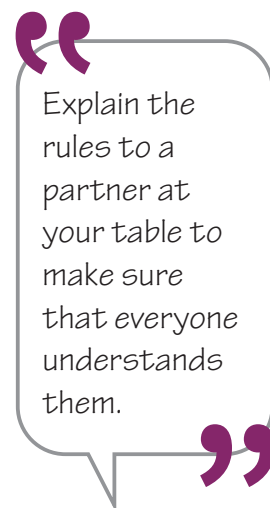 “
Explain the
rules to a
partner at
your table to
make sure
that everyone
understands
them.
”